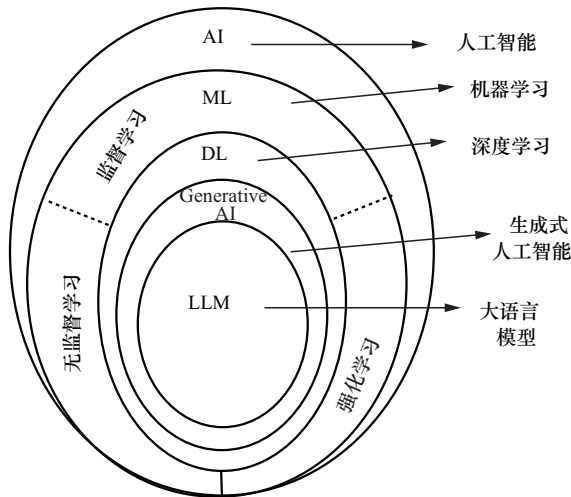 AI
人工智能
ML
机器学习
监督学习
DL
深度学习
Generative
AI
生成式
人工智能
LLM
大语言
模型
无监督学习
强化学习